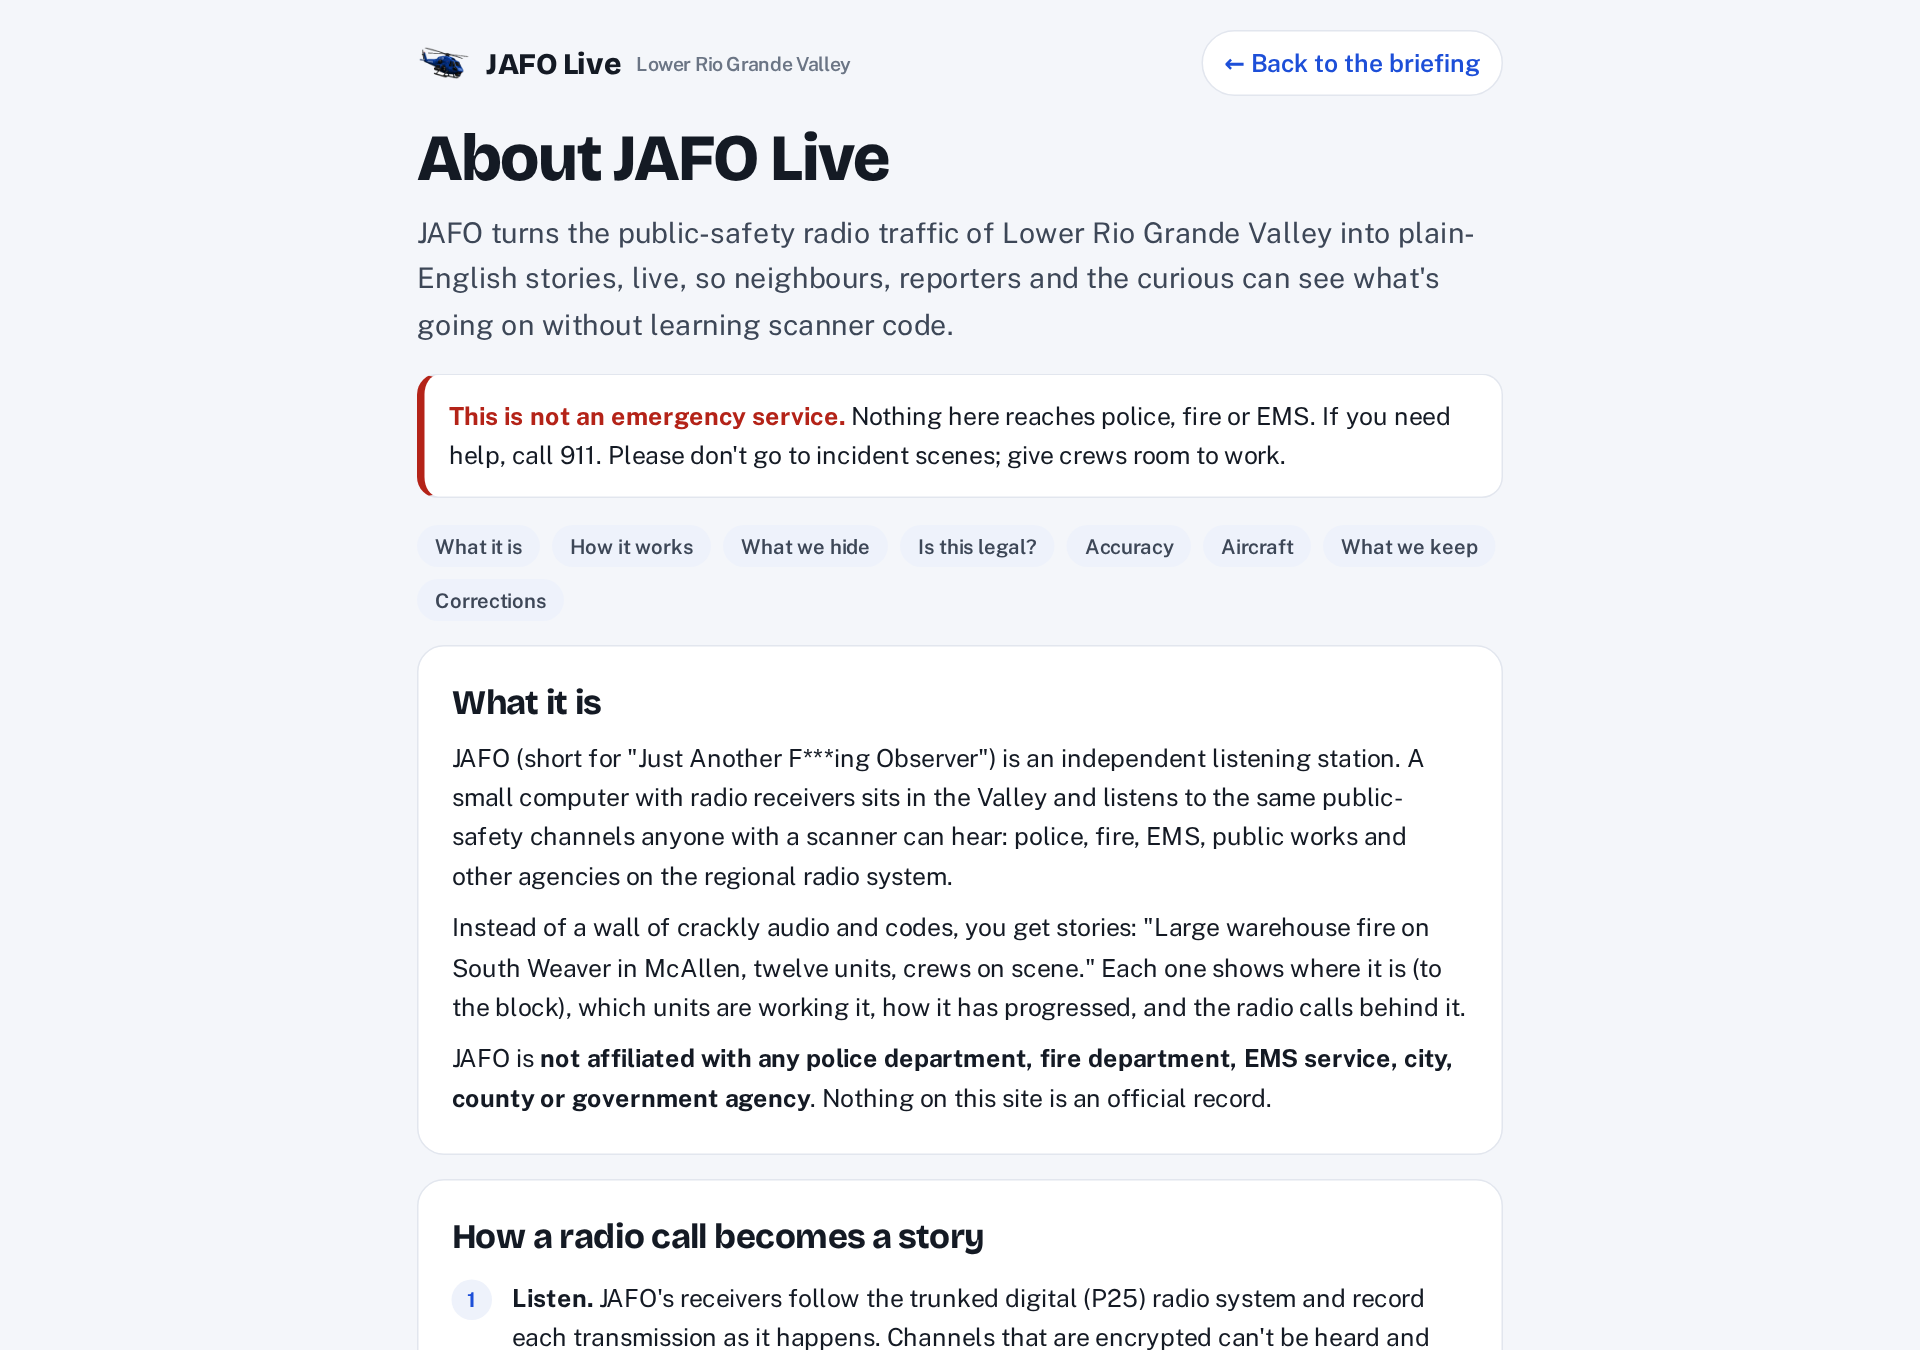 JAFO Live Lower Rio Grande Valley
← Back to the briefing
About JAFO Live
JAFO turns the public-safety radio traffic of Lower Rio Grande Valley into plain-
English stories, live, so neighbours, reporters and the curious can see what's
going on without learning scanner code.
This is not an emergency service. Nothing here reaches police, fire or EMS. If you need
help, call 911. Please don't go to incident scenes; give crews room to work.
What it is
How it works
What we hide
Is this legal?
Accuracy
Aircraft
What we keep
Corrections
What it is
JAFO (short for "Just Another F***ing Observer") is an independent listening station. A
small computer with radio receivers sits in the Valley and listens to the same public-
safety channels anyone with a scanner can hear: police, fire, EMS, public works and
other agencies on the regional radio system.
Instead of a wall of crackly audio and codes, you get stories: "Large warehouse fire on
South Weaver in McAllen, twelve units, crews on scene." Each one shows where it is (to
the block), which units are working it, how it has progressed, and the radio calls behind it.
JAFO is not affiliated with any police department, fire department, EMS service, city,
county or government agency. Nothing on this site is an official record.
How a radio call becomes a story
1 Listen. JAFO's receivers follow the trunked digital (P25) radio system and record
each transmission as it happens. Channels that are encrypted can't be heard and